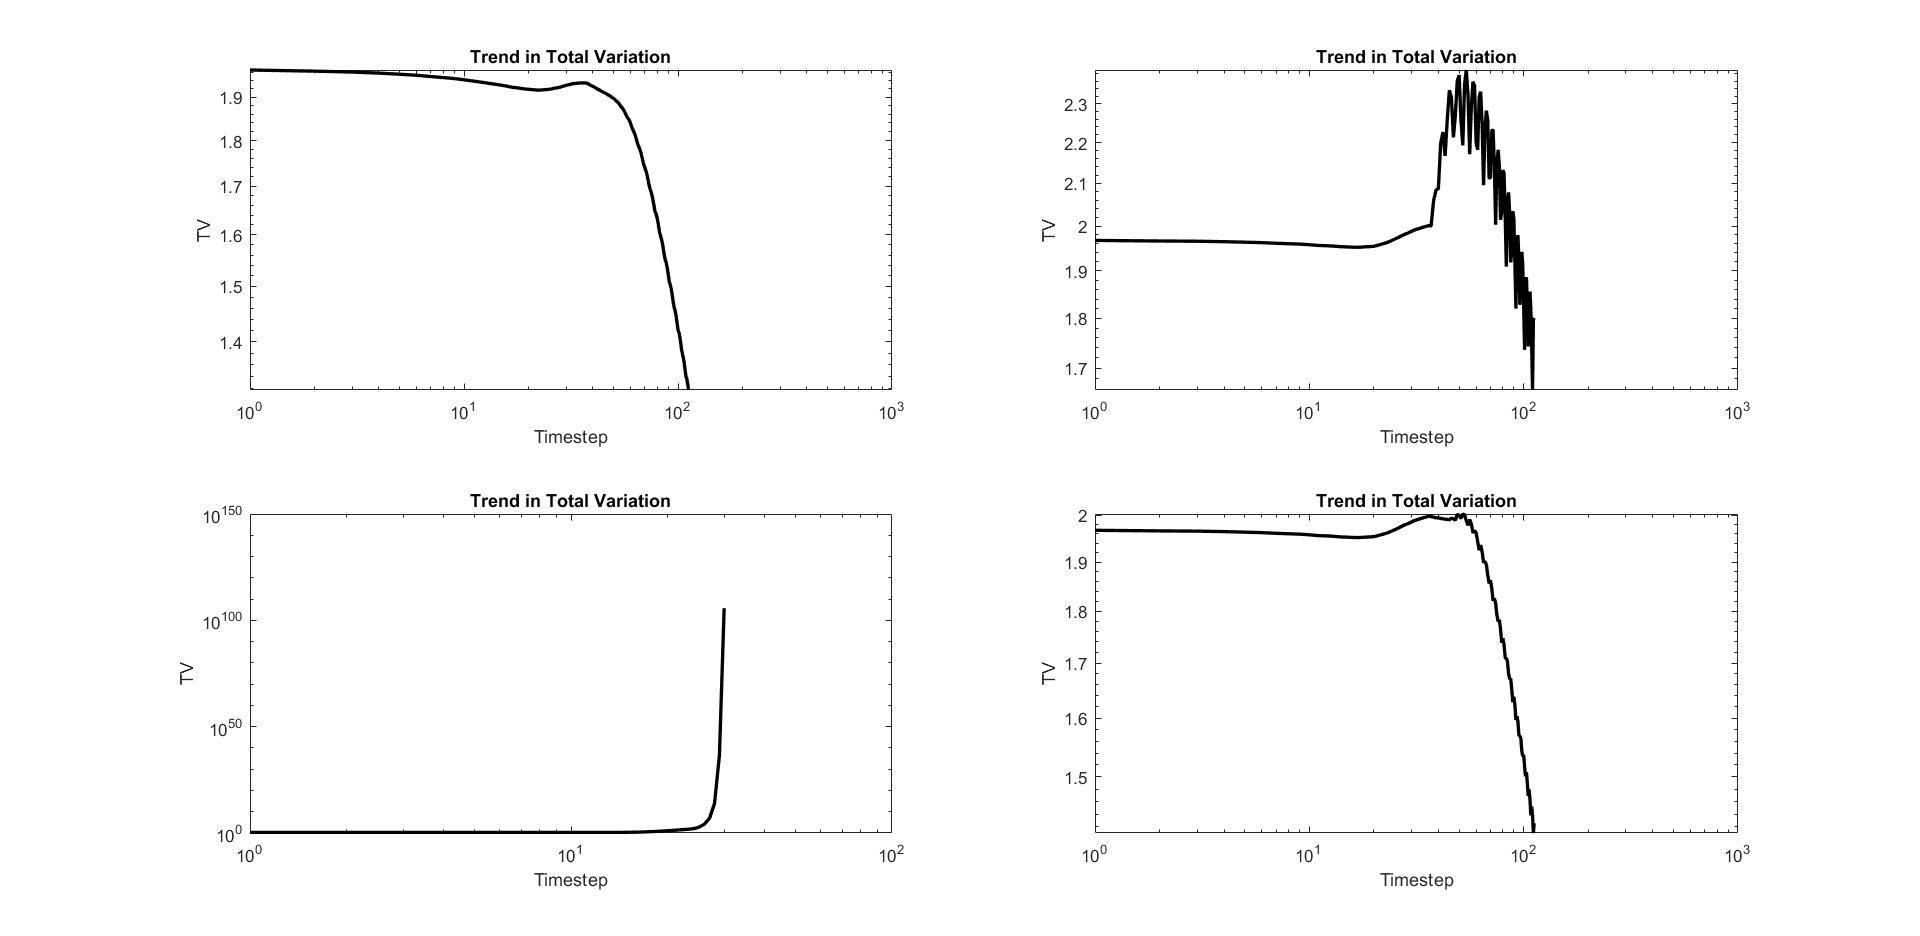 Trend in Total Variation
1.9
1.8
1.7
1.6
1.5
1.4
TV
10^0 10^1 10^2 10^3
Timestep
Trend in Total Variation
2.3
2.2
2.1
2
1.9
1.8
1.7
TV
10^0 10^1 10^2 10^3
Timestep
Trend in Total Variation
10^150
10^100
10^50
10^0
TV
10^0 10^1 10^2
Timestep
Trend in Total Variation
2
1.9
1.8
1.7
1.6
1.5
TV
10^0 10^1 10^2 10^3
Timestep